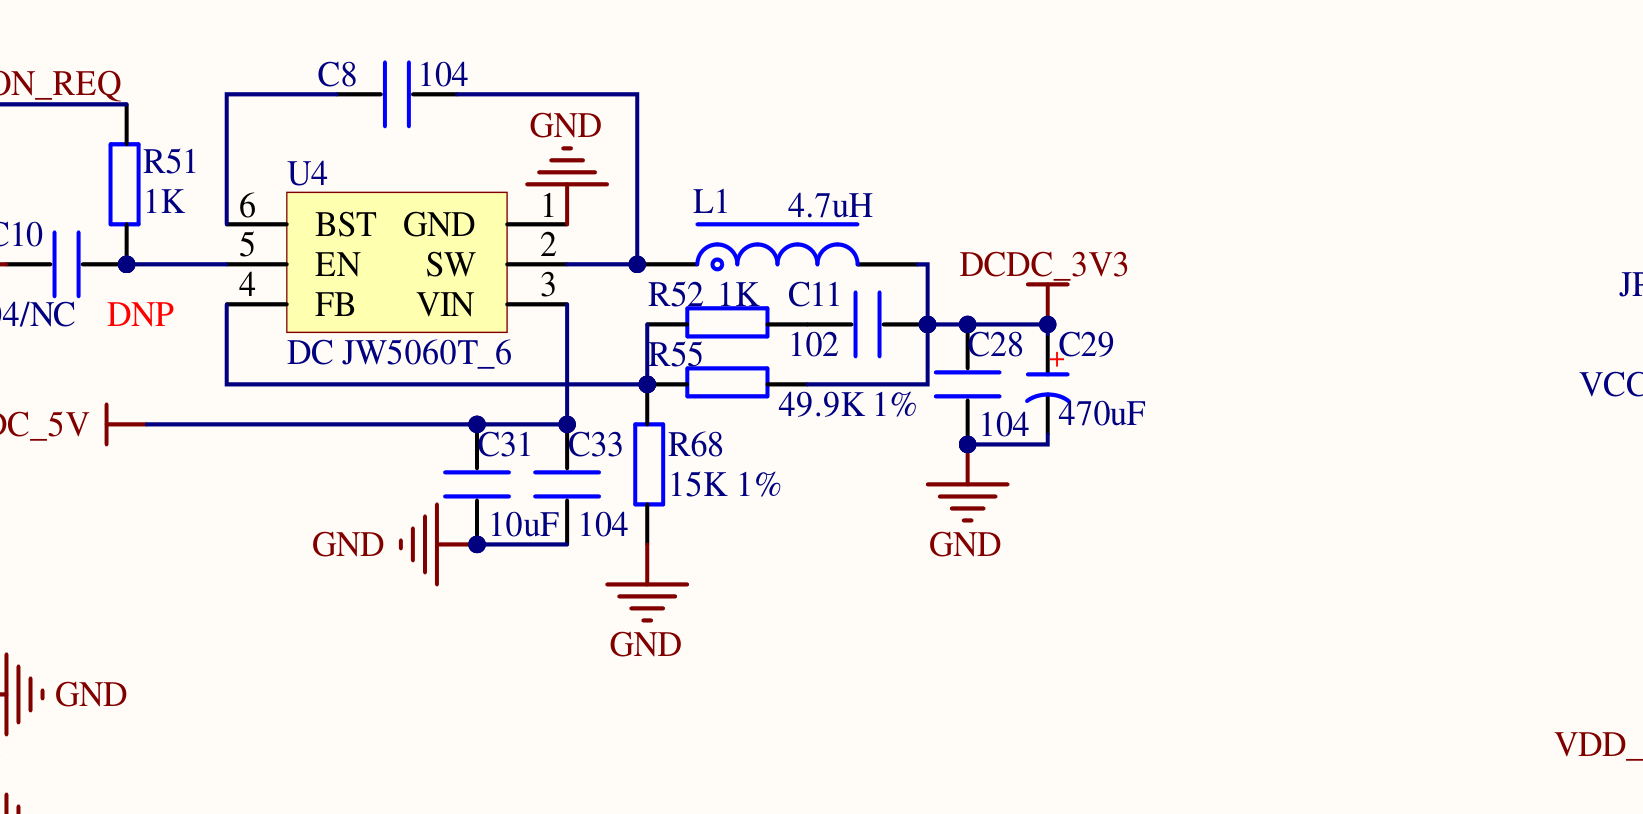 C8 104
ON_REQ
GND
R51
1K
U4
6 BST GND 1
5 EN SW 2
4 FB VIN 3
DC JW5060T_6
C10
04/NC
DNP
L1 4.7uH
DCDC_3V3
R52 1K C11
102
R55
49.9K 1%
C28 C29
+
104 470uF
GND
DC_5V
C31 C33
10uF 104
GND
R68
15K 1%
GND
GND
VCC
VDD_